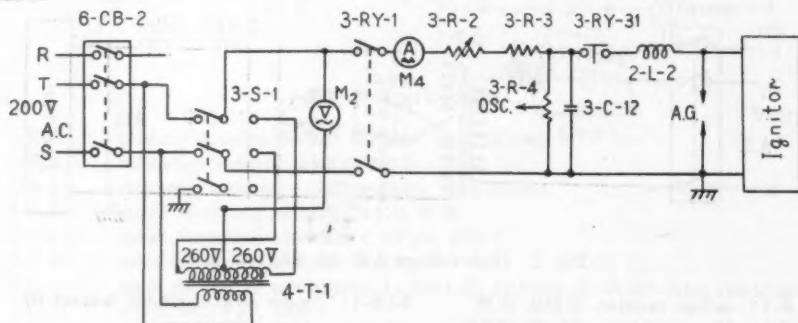 6-CB-2
3-RY-1
3-R-2
3-R-3
3-RY-31
R
T
200V
A.C.
S
3-S-1
M2
A
M4
V
3-R-4
OSC.
3-C-12
2-L-2
A.G.
Ignitor
260V
260V
4-T-1